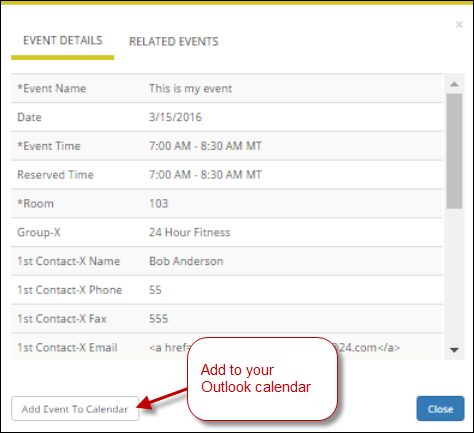 ×
EVENT DETAILS RELATED EVENTS
*Event Name This is my event
Date 3/15/2016
*Event Time 7:00 AM - 8:30 AM MT
Reserved Time 7:00 AM - 8:30 AM MT
*Room 103
Group-X 24 Hour Fitness
1st Contact-X Name Bob Anderson
1st Contact-X Phone 55
1st Contact-X Fax 555
1st Contact-X Email <a href= 024.com</a>
Add to your
Outlook calendar
Add Event To Calendar Close